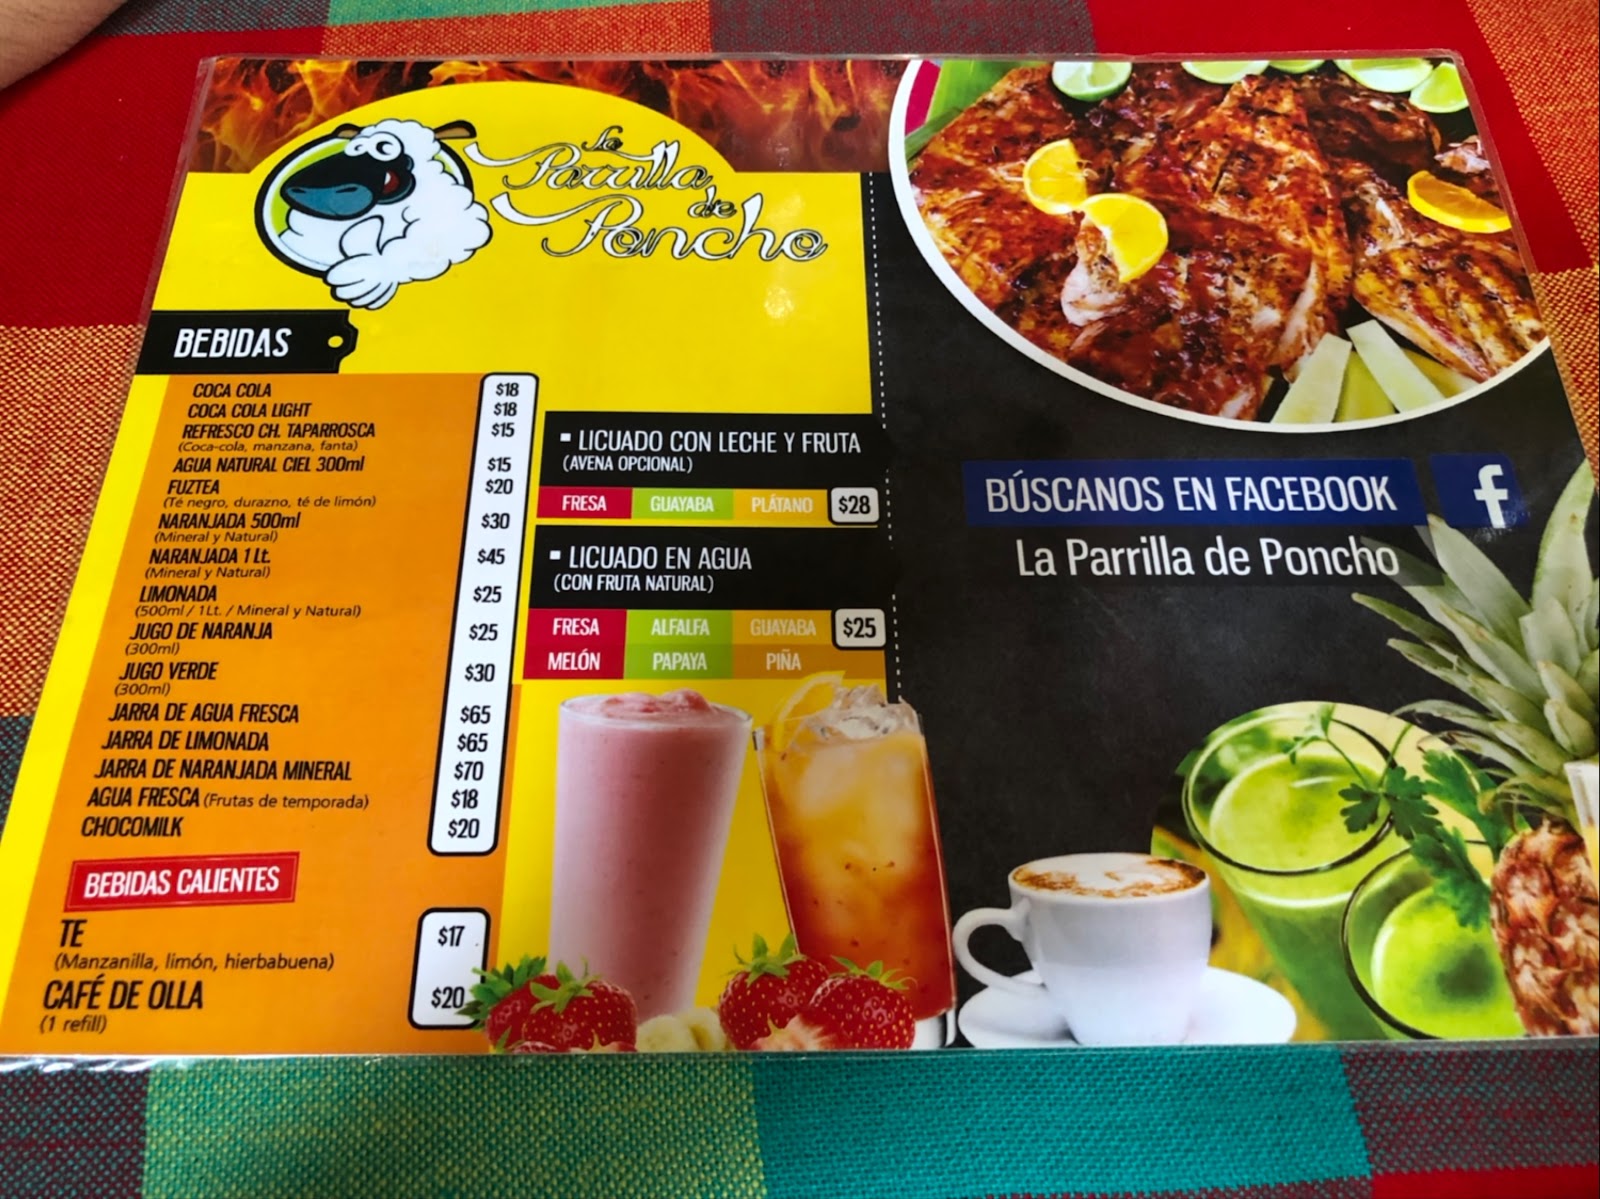 La
Parrilla
de
Poncho
BEBIDAS
COCA COLA $18
COCA COLA LIGHT $18
REFRESCO CH. TAPARROSCA $15
(Coca-cola, manzana, fanta)
AGUA NATURAL CIEL 300ml $15
FUZTEA $20
(Té negro, durazno, té de limón)
NARANJADA 500ml $30
(Mineral y Natural)
NARANJADA 1 Lt. $45
(Mineral y Natural)
LIMONADA $25
(500ml / 1Lt. / Mineral y Natural)
JUGO DE NARANJA $25
(300ml)
JUGO VERDE $30
(300ml)
JARRA DE AGUA FRESCA $65
JARRA DE LIMONADA $65
JARRA DE NARANJADA MINERAL $70
AGUA FRESCA (Frutas de temporada) $18
CHOCOMILK $20
BEBIDAS CALIENTES
TE $17
(Manzanilla, limón, hierbabuena)
CAFÉ DE OLLA $20
(1 refill)
LICUADO CON LECHE Y FRUTA
(AVENA OPCIONAL)
FRESA GUAYABA PLÁTANO $28
LICUADO EN AGUA
(CON FRUTA NATURAL)
FRESA ALFALFA GUAYABA $25
MELÓN PAPAYA PIÑA
BÚSCANOS EN FACEBOOK f
La Parrilla de Poncho